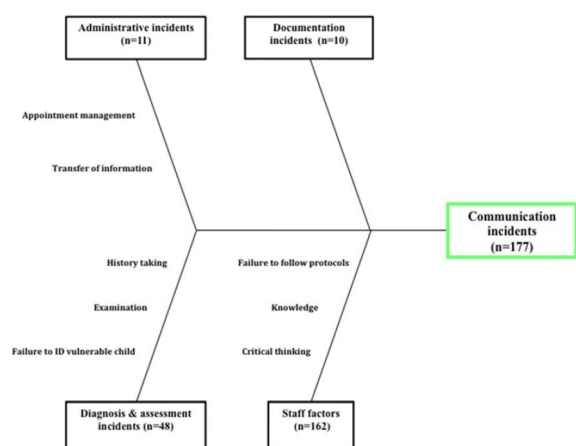 Administrative incidents
(n=11)
Documentation
incidents (n=10)
Appointment management
Transfer of information
Communication
incidents
(n=177)
History taking
Failure to follow protocols
Examination
Knowledge
Failure to ID vulnerable child
Critical thinking
Diagnosis & assessment
incidents (n=48)
Staff factors
(n=162)